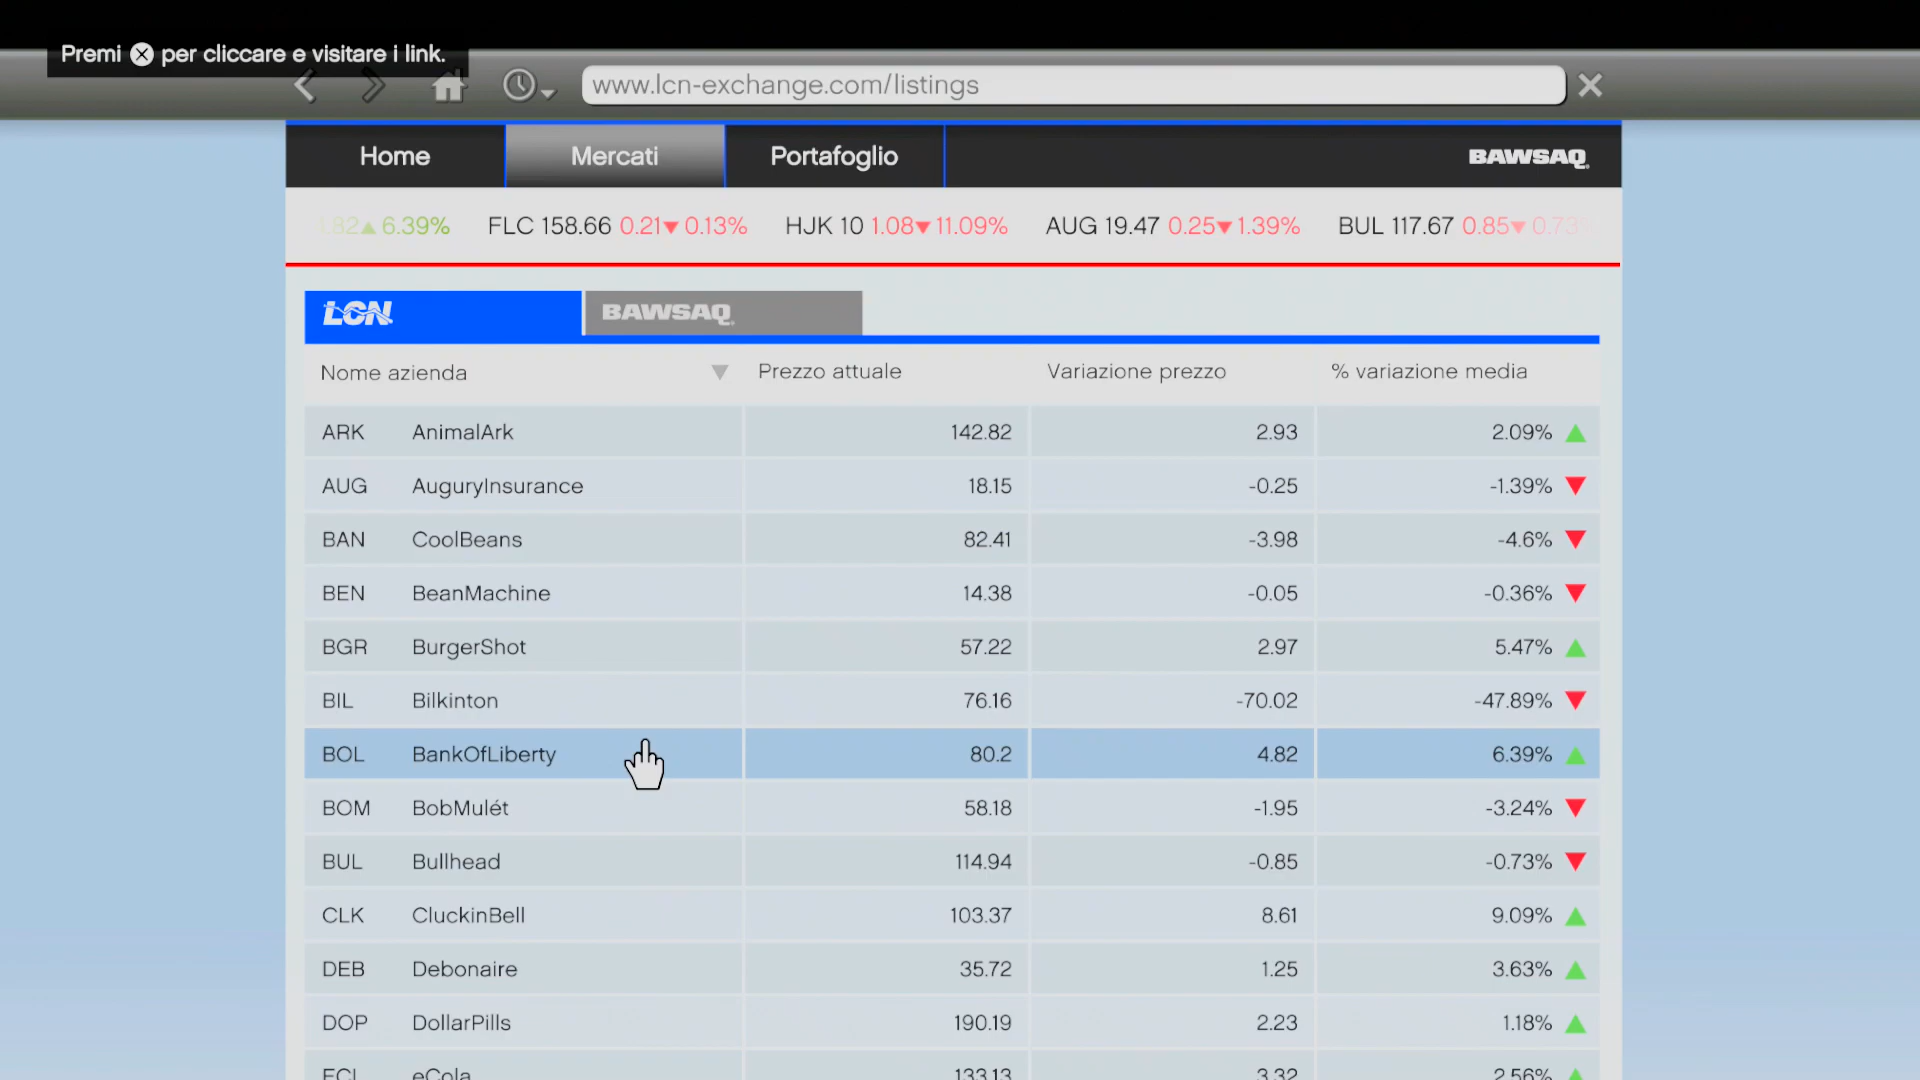 Premi ⊗ per cliccare e visitare i link.
www.lcn-exchange.com/listings
Home Mercati Portafoglio BAWSAQ
.82▲6.39% FLC 158.66 0.21▼0.13% HJK 10 1.08▼11.09% AUG 19.47 0.25▼1.39% BUL 117.67 0.85▼0.73%
LCN BAWSAQ
Nome azienda ▼ Prezzo attuale Variazione prezzo % variazione media
ARK AnimalArk 142.82 2.93 2.09% ▲
AUG AuguryInsurance 18.15 -0.25 -1.39% ▼
BAN CoolBeans 82.41 -3.98 -4.6% ▼
BEN BeanMachine 14.38 -0.05 -0.36% ▼
BGR BurgerShot 57.22 2.97 5.47% ▲
BIL Bilkinton 76.16 -70.02 -47.89% ▼
BOL BankOfLiberty 80.2 4.82 6.39% ▲
BOM BobMulét 58.18 -1.95 -3.24% ▼
BUL Bullhead 114.94 -0.85 -0.73% ▼
CLK CluckinBell 103.37 8.61 9.09% ▲
DEB Debonaire 35.72 1.25 3.63% ▲
DOP DollarPills 190.19 2.23 1.18% ▲
ECL eCola 133.13 3.32 2.56% ▲